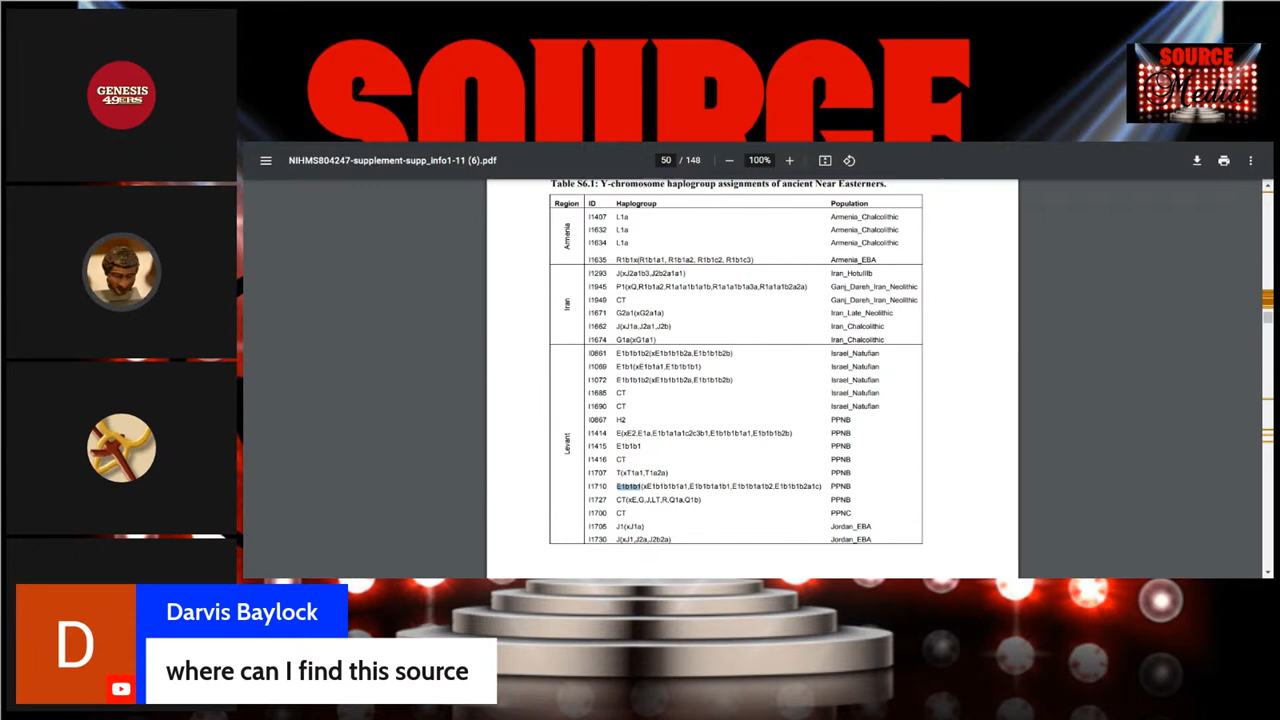 SOURCE
SOURCE
Media
GENESIS
49ERS
NIHMS804247-supplement-supp_info1-11 (6).pdf
50 / 148
100%
Table S6.1: Y-chromosome haplogroup assignments of ancient Near Easterners.
Region ID Haplogroup Population
Armenia
I1407 L1a Armenia_Chalcolithic
I1632 L1a Armenia_Chalcolithic
I1634 L1a Armenia_Chalcolithic
I1635 R1b1x(R1b1a1, R1b1a2, R1b1c2, R1b1c3) Armenia_EBA
Iran
I1293 J(xJ2a1b3,J2b2a1a1) Iran_HotuIIIb
I1945 P1(xQ,R1b1a2,R1a1a1b1a1b,R1a1a1b1a3a,R1a1a1b2a2a) Ganj_Dareh_Iran_Neolithic
I1949 CT Ganj_Dareh_Iran_Neolithic
I1671 G2a1(xG2a1a) Iran_Late_Neolithic
I1662 J(xJ1a,J2a1,J2b) Iran_Chalcolithic
I1674 G1a(xG1a1) Iran_Chalcolithic
Levant
I0861 E1b1b1b2(xE1b1b1b2a,E1b1b1b2b) Israel_Natufian
I1069 E1b1(xE1b1a1,E1b1b1b1) Israel_Natufian
I1072 E1b1b1b2(xE1b1b1b2a,E1b1b1b2b) Israel_Natufian
I1685 CT Israel_Natufian
I1690 CT Israel_Natufian
I0867 H2 PPNB
I1414 E(xE2,E1a,E1b1a1a1c2c3b1,E1b1b1b1a1,E1b1b1b2b) PPNB
I1415 E1b1b1 PPNB
I1416 CT PPNB
I1707 T(xT1a1,T1a2a) PPNB
I1710 E1b1b1(xE1b1b1b1a1,E1b1b1a1b1,E1b1b1a1b2,E1b1b1b2a1c) PPNB
I1727 CT(xE,G,J,LT,R,Q1a,Q1b) PPNB
I1700 CT PPNC
I1705 J1(xJ1a) Jordan_EBA
I1730 J(xJ1,J2a,J2b2a) Jordan_EBA
D
Darvis Baylock
where can I find this source